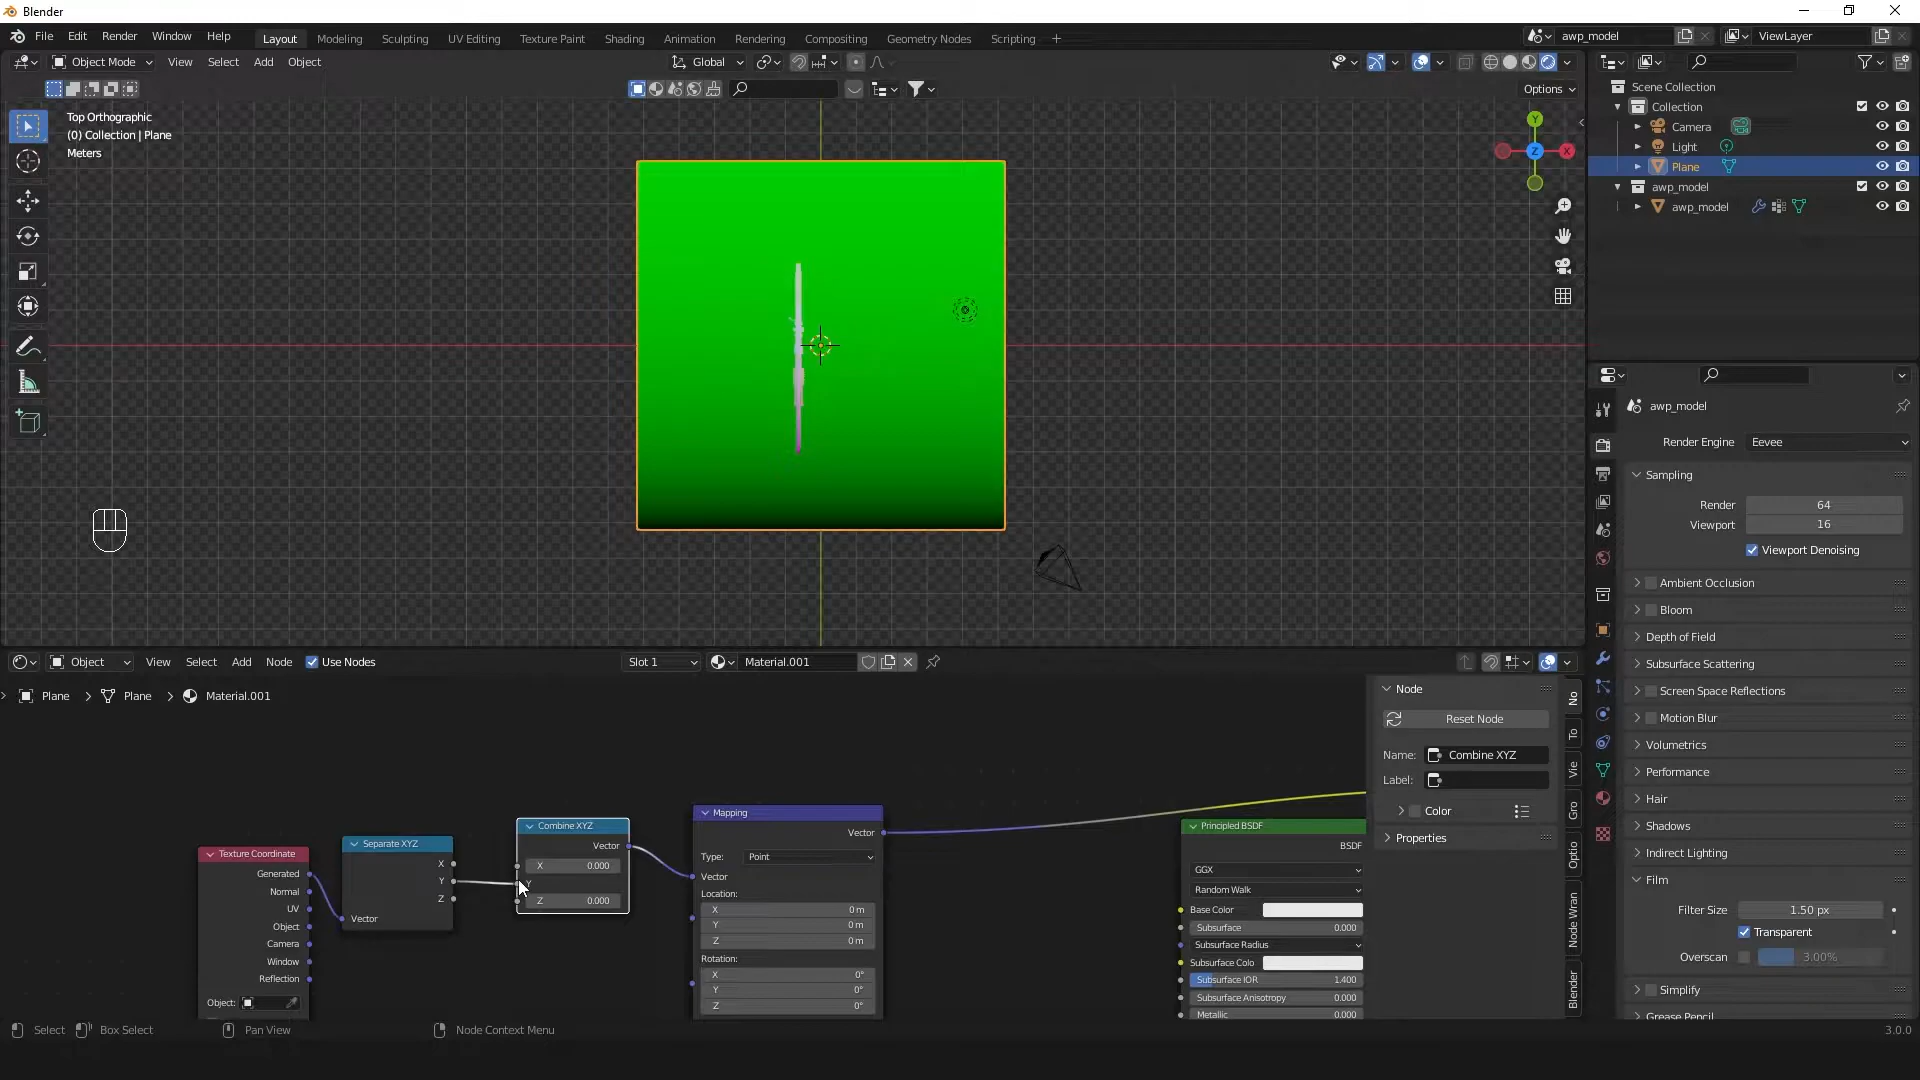 Blender
File Edit Render Window Help
Layout Modeling Sculpting UV Editing Texture Paint Shading Animation Rendering Compositing Geometry Nodes Scripting +
awp_model
ViewLayer
Object Mode View Select Add Object
Global
Options
Top Orthographic
(0) Collection | Plane
Meters
Y
X
Z
Scene Collection
Collection
Camera
Light
Plane
awp_model
awp_model
awp_model
Render Engine Eevee
Sampling
Render 64
Viewport 16
Viewport Denoising
Ambient Occlusion
Bloom
Depth of Field
Subsurface Scattering
Screen Space Reflections
Motion Blur
Volumetrics
Performance
Hair
Shadows
Indirect Lighting
Film
Filter Size 1.50 px
Transparent
Overscan 3.00%
Simplify
Grease Pencil
Object View Select Add Node Use Nodes
Slot 1
Material.001
Plane > Plane > Material.001
Texture Coordinate
Generated
Normal
UV
Object
Camera
Window
Reflection
Object:
Separate XYZ
X
Y
Z
Vector
Combine XYZ
Vector
X 0.000
Y
Z 0.000
Mapping
Vector
Type: Point
Vector
Location:
X 0 m
Y 0 m
Z 0 m
Rotation:
X 0°
Y 0°
Z 0°
Principled BSDF
BSDF
GGX
Random Walk
Base Color
Subsurface 0.000
Subsurface Radius
Subsurface Colo
Subsurface IOR 1.400
Subsurface Anisotropy 0.000
Metallic 0.000
Node
Reset Node
Name: Combine XYZ
Label:
Color
Properties
No
To
Vie
Gro
Optio
Node Wran
Blender
Select Box Select Pan View Node Context Menu
3.0.0